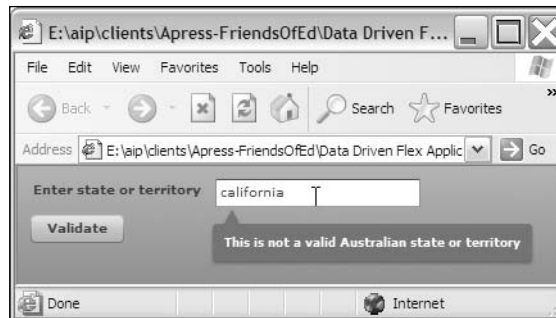 E:\aip\clients\Apress-FriendsOfEd\Data Driven F...
File Edit View Favorites Tools Help
Back Search Favorites »
Address E:\aip\clients\Apress-FriendsOfEd\Data Driven Flex Applic Go
Enter state or territory california
Validate
This is not a valid Australian state or territory
Done Internet